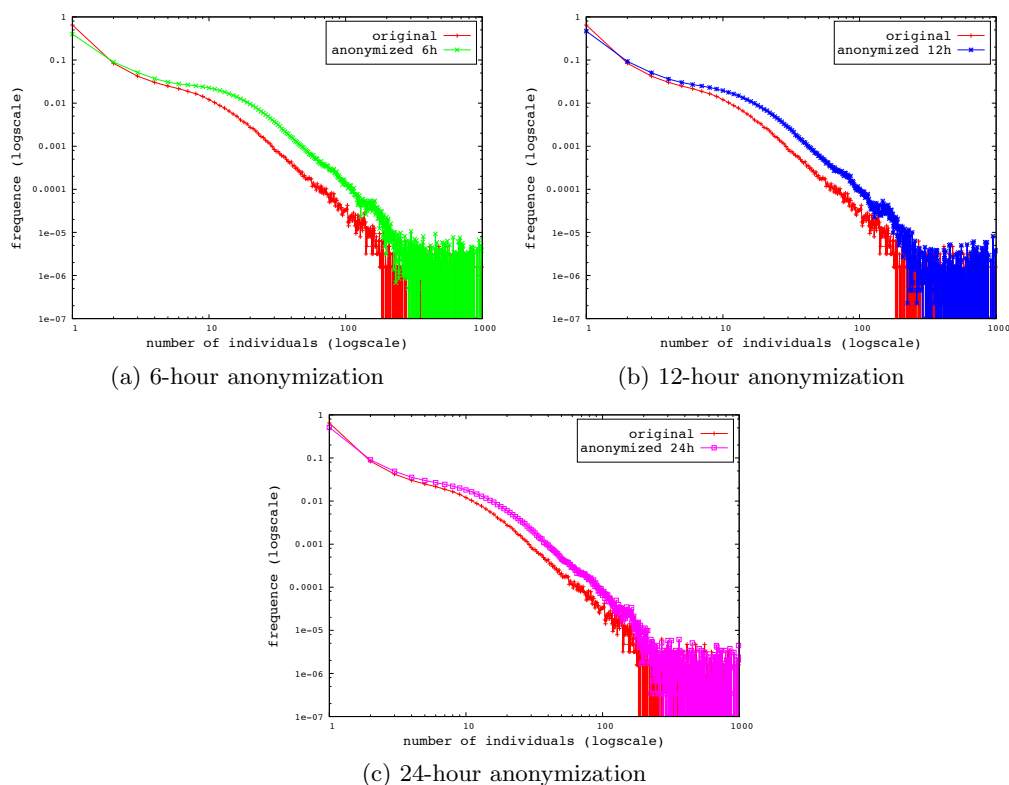 original
anonymized 6h
1
0.1
0.01
0.001
0.0001
1e-05
1e-06
1e-07
1 10 100 1000
frequence (logscale)
number of individuals (logscale)
(a) 6-hour anonymization
original
anonymized 12h
1
0.1
0.01
0.001
0.0001
1e-05
1e-06
1e-07
1 10 100 1000
frequence (logscale)
number of individuals (logscale)
(b) 12-hour anonymization
original
anonymized 24h
1
0.1
0.01
0.001
0.0001
1e-05
1e-06
1e-07
1 10 100 1000
frequence (logscale)
number of individuals (logscale)
(c) 24-hour anonymization